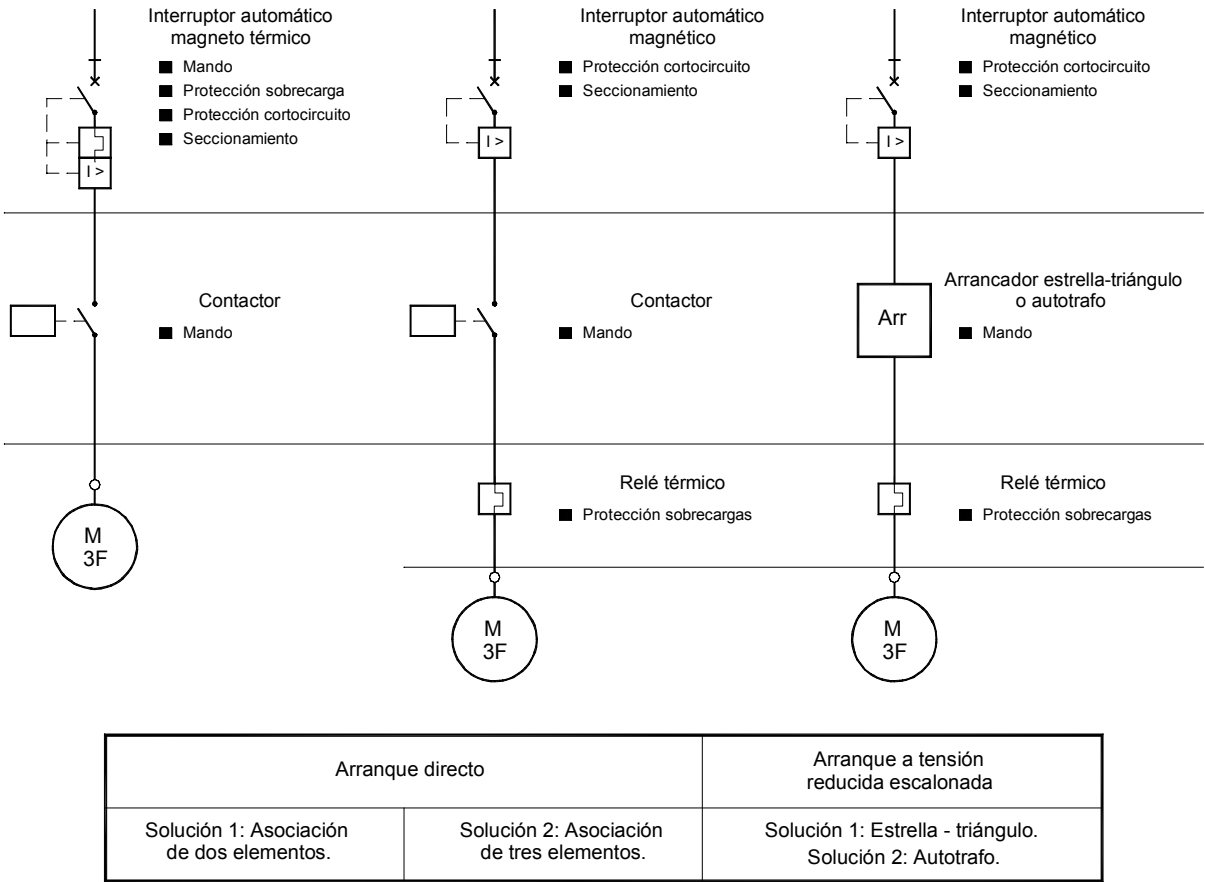 Interruptor automático
magneto térmico
Mando
Protección sobrecarga
Protección cortocircuito
Seccionamiento
I >
Interruptor automático
magnético
Protección cortocircuito
Seccionamiento
I >
Interruptor automático
magnético
Protección cortocircuito
Seccionamiento
I >
Contactor
Mando
Contactor
Mando
Arrancador estrella-triángulo
o autotrafo
Arr
Mando
M
3F
Relé térmico
Protección sobrecargas
M
3F
Relé térmico
Protección sobrecargas
M
3F
Arranque directo
Arranque a tensión
reducida escalonada
Solución 1: Asociación
de dos elementos.
Solución 2: Asociación
de tres elementos.
Solución 1: Estrella - triángulo.
Solución 2: Autotrafo.